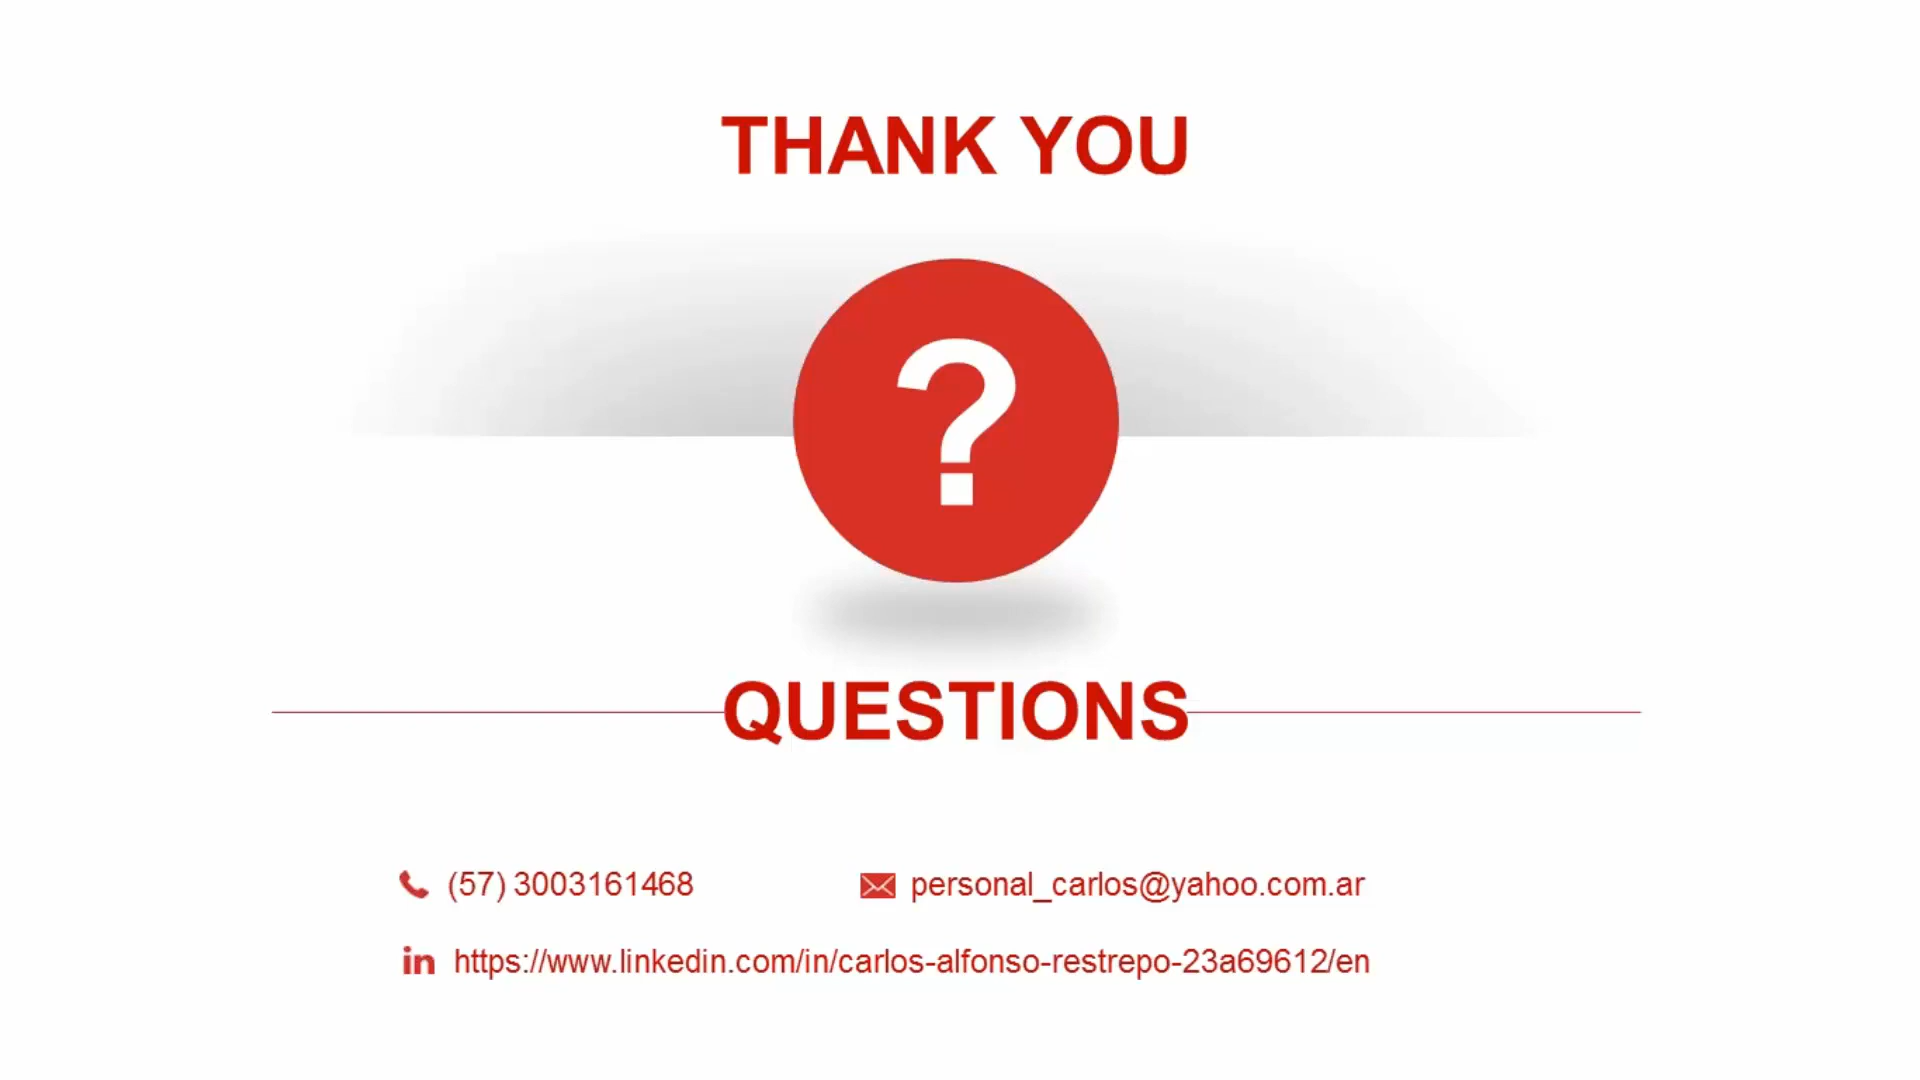 THANK YOU
?
QUESTIONS
(57) 3003161468 personal_carlos@yahoo.com.ar
in https://www.linkedin.com/in/carlos-alfonso-restrepo-23a69612/en